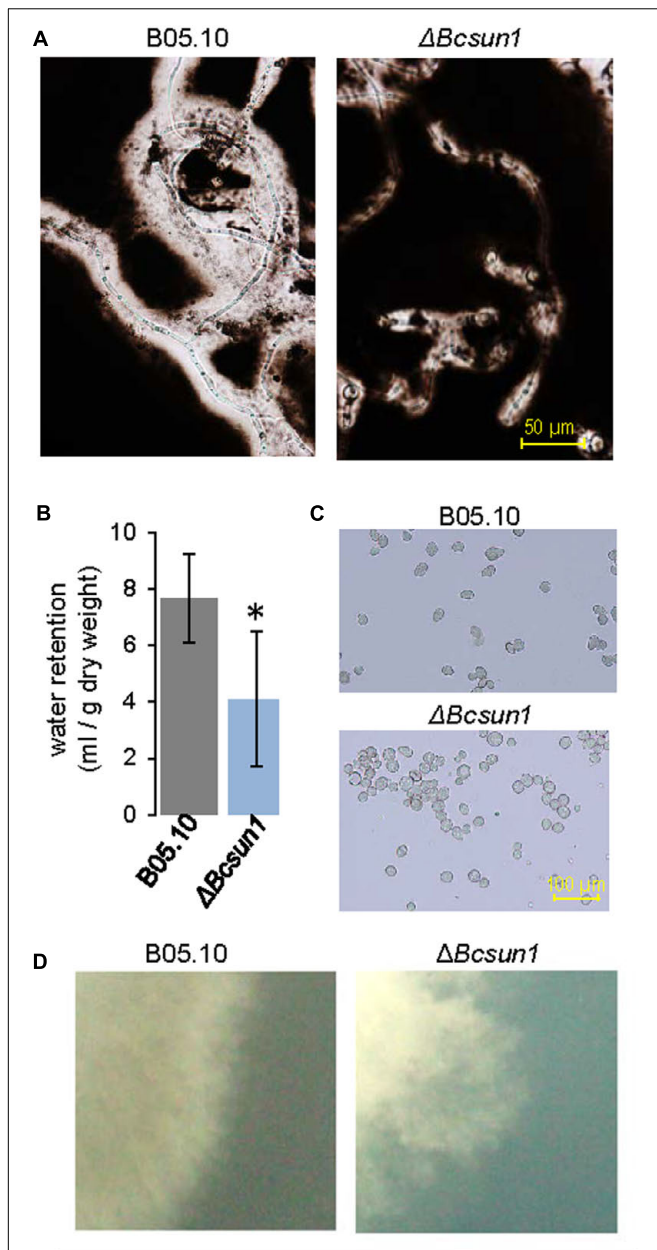 A
B05.10
ΔBcsun1
50 µm
B
10
8
6
4
2
0
water retention
(ml / g dry weight)
*
B05.10
ΔBcsun1
C
B05.10
ΔBcsun1
100 µm
D
B05.10
ΔBcsun1